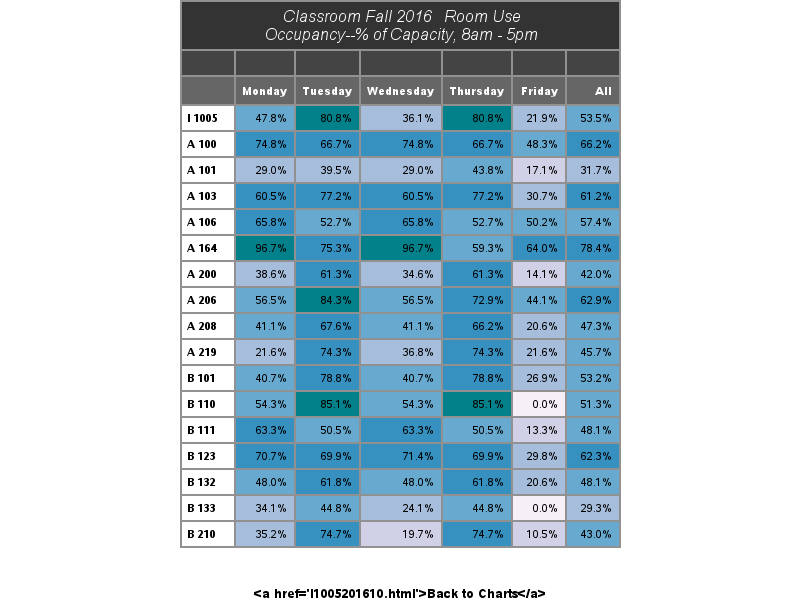 Classroom Fall 2016   Room Use
Occupancy--% of Capacity, 8am - 5pm
Monday Tuesday Wednesday Thursday Friday All
I 1005 47.8% 80.8% 36.1% 80.8% 21.9% 53.5%
A 100 74.8% 66.7% 74.8% 66.7% 48.3% 66.2%
A 101 29.0% 39.5% 29.0% 43.8% 17.1% 31.7%
A 103 60.5% 77.2% 60.5% 77.2% 30.7% 61.2%
A 106 65.8% 52.7% 65.8% 52.7% 50.2% 57.4%
A 164 96.7% 75.3% 96.7% 59.3% 64.0% 78.4%
A 200 38.6% 61.3% 34.6% 61.3% 14.1% 42.0%
A 206 56.5% 84.3% 56.5% 72.9% 44.1% 62.9%
A 208 41.1% 67.6% 41.1% 66.2% 20.6% 47.3%
A 219 21.6% 74.3% 36.8% 74.3% 21.6% 45.7%
B 101 40.7% 78.8% 40.7% 78.8% 26.9% 53.2%
B 110 54.3% 85.1% 54.3% 85.1% 0.0% 51.3%
B 111 63.3% 50.5% 63.3% 50.5% 13.3% 48.1%
B 123 70.7% 69.9% 71.4% 69.9% 29.8% 62.3%
B 132 48.0% 61.8% 48.0% 61.8% 20.6% 48.1%
B 133 34.1% 44.8% 24.1% 44.8% 0.0% 29.3%
B 210 35.2% 74.7% 19.7% 74.7% 10.5% 43.0%
<a href='I1005201610.html'>Back to Charts</a>